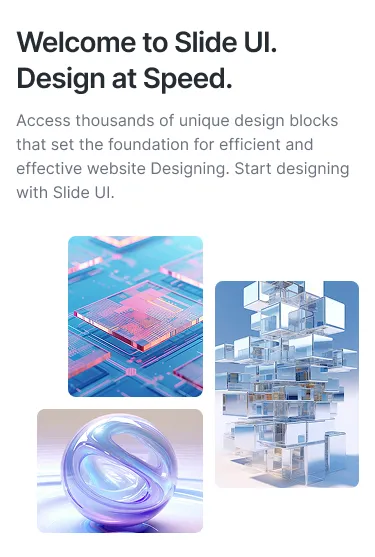 Welcome to Slide UI.
Design at Speed.
Access thousands of unique design blocks
that set the foundation for efficient and
effective website Designing. Start designing
with Slide UI.